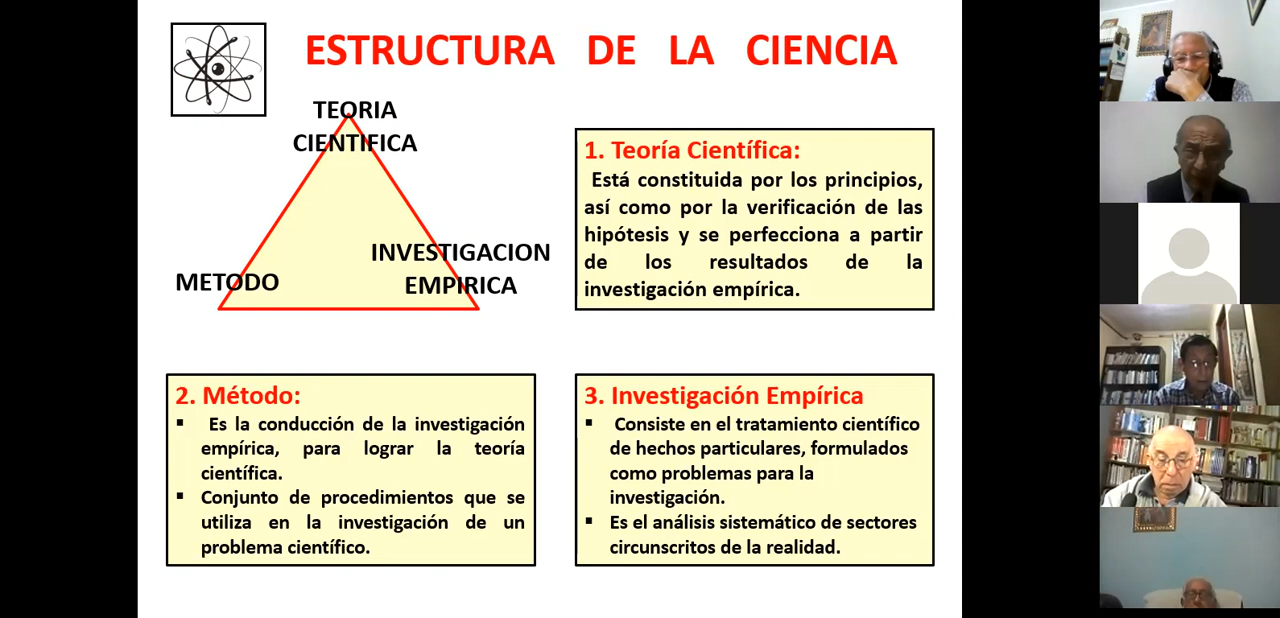 ESTRUCTURA DE LA CIENCIA
TEORIA
CIENTIFICA
INVESTIGACION
EMPIRICA
METODO
1. Teoría Científica:
Está constituida por los principios,
así como por la verificación de las
hipótesis y se perfecciona a partir
de los resultados de la
investigación empírica.
2. Método:
▪ Es la conducción de la investigación
empírica, para lograr la teoría
científica.
▪ Conjunto de procedimientos que se
utiliza en la investigación de un
problema científico.
3. Investigación Empírica
▪ Consiste en el tratamiento científico
de hechos particulares, formulados
como problemas para la
investigación.
▪ Es el análisis sistemático de sectores
circunscritos de la realidad.